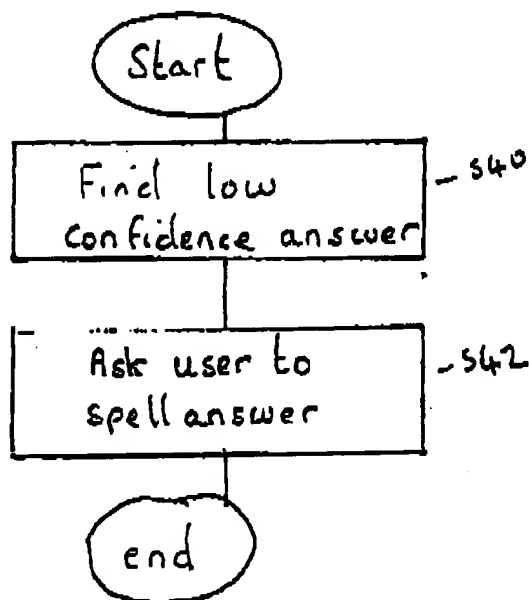 Start
Find low
confidence answer
S40
Ask user to
spell answer
S42
end